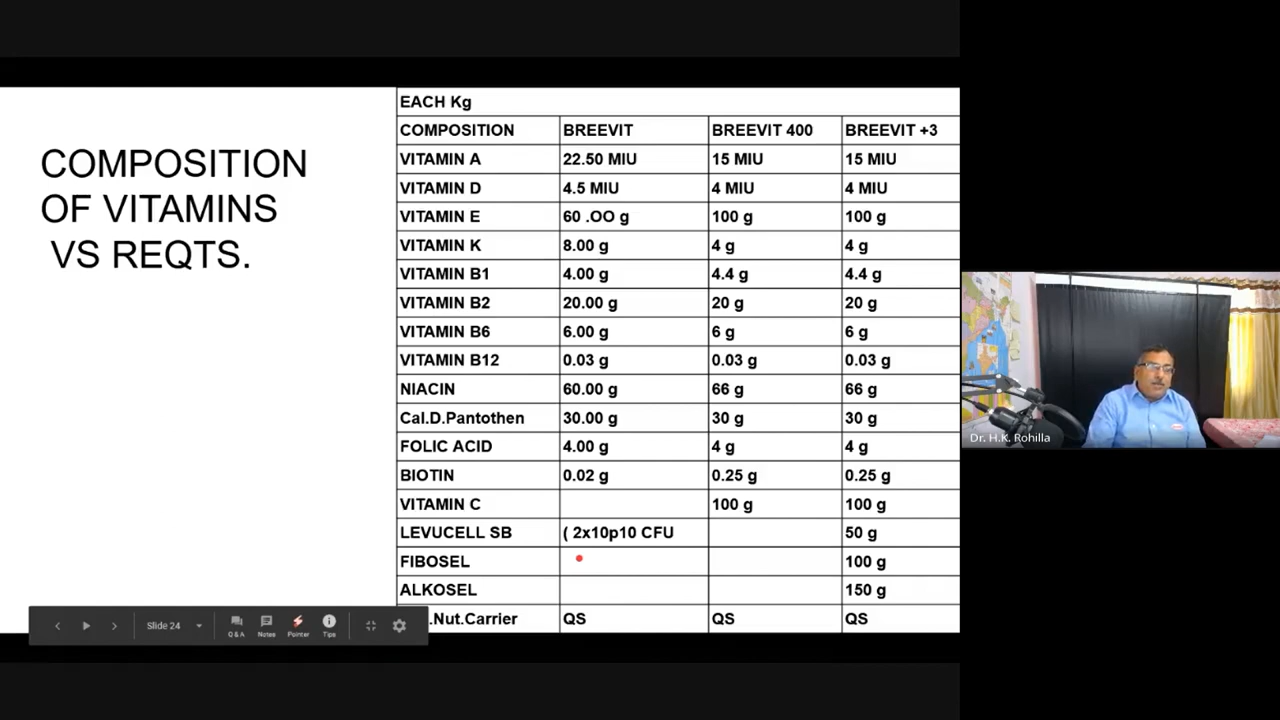 COMPOSITION
OF VITAMINS
VS REQTS.
EACH Kg
COMPOSITION BREEVIT BREEVIT 400 BREEVIT +3
VITAMIN A 22.50 MIU 15 MIU 15 MIU
VITAMIN D 4.5 MIU 4 MIU 4 MIU
VITAMIN E 60 .OO g 100 g 100 g
VITAMIN K 8.00 g 4 g 4 g
VITAMIN B1 4.00 g 4.4 g 4.4 g
VITAMIN B2 20.00 g 20 g 20 g
VITAMIN B6 6.00 g 6 g 6 g
VITAMIN B12 0.03 g 0.03 g 0.03 g
NIACIN 60.00 g 66 g 66 g
Cal.D.Pantothen 30.00 g 30 g 30 g
FOLIC ACID 4.00 g 4 g 4 g
BIOTIN 0.02 g 0.25 g 0.25 g
VITAMIN C 100 g 100 g
LEVUCELL SB ( 2x10p10 CFU 50 g
FIBOSEL 100 g
ALKOSEL 150 g
.Nut.Carrier QS QS QS
Slide 24
Q & A Notes Pointer Tips
Dr. H.K. Rohilla